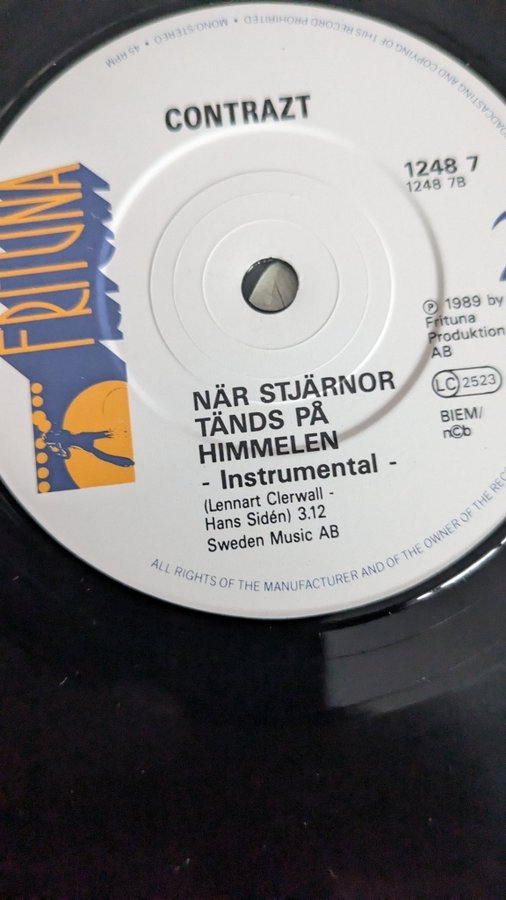 45 RPM • MONO-STEREO • BROADCASTING AND COPYING OF THIS RECORD PROHIBITED
CONTRAZT
1248 7
1248 7B
FRITUNA
℗ 1989 by
Frituna
Produktion
AB
LC 2523
BIEM/
n©b
NÄR STJÄRNOR
TÄNDS PÅ
HIMMELEN
- Instrumental -
(Lennart Clerwall -
Hans Sidén) 3.12
Sweden Music AB
ALL RIGHTS OF THE MANUFACTURER AND OF THE OWNER OF THE